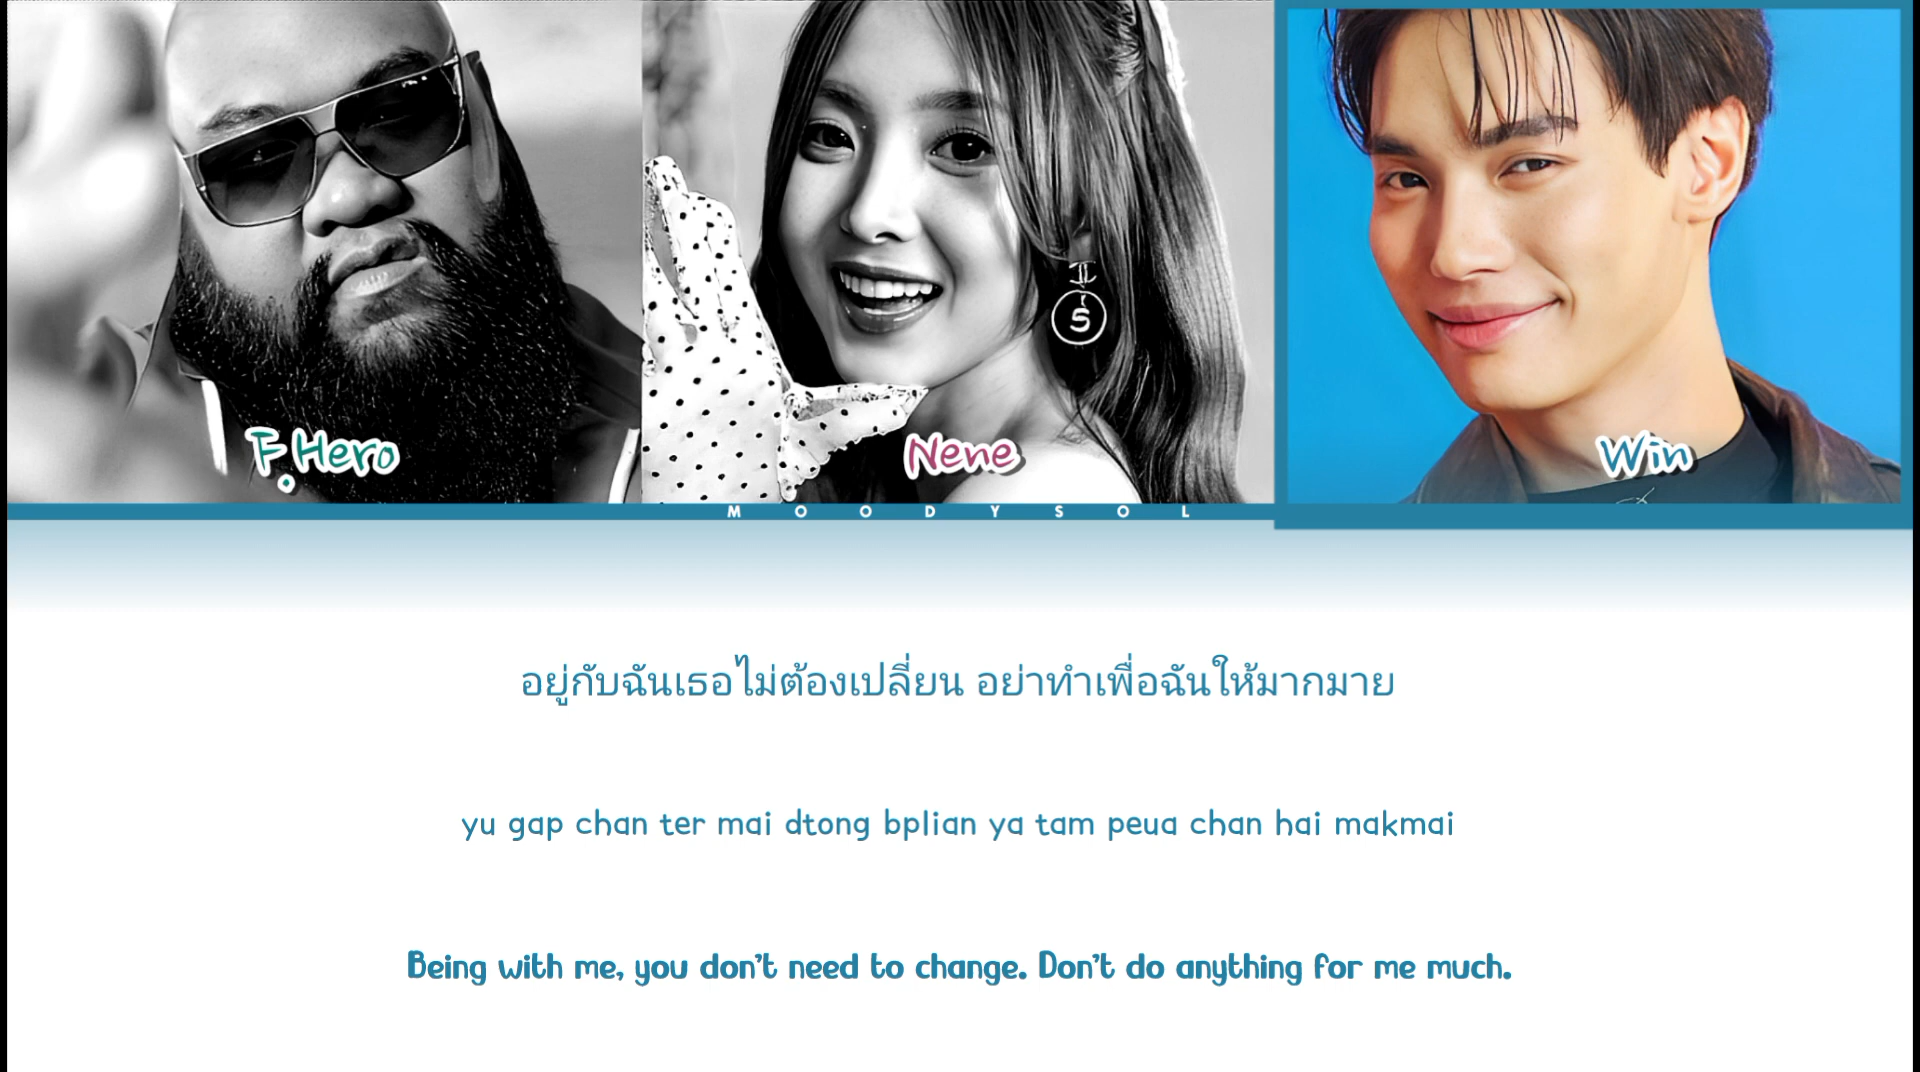 F.Hero
Nene
Win
MOODYSOL
อยู่กับฉันเธอไม่ต้องเปลี่ยน อย่าทำเพื่อฉันให้มากมาย
yu gap chan ter mai dtong bplian ya tam peua chan hai makmai
Being with me, you don't need to change. Don't do anything for me much.